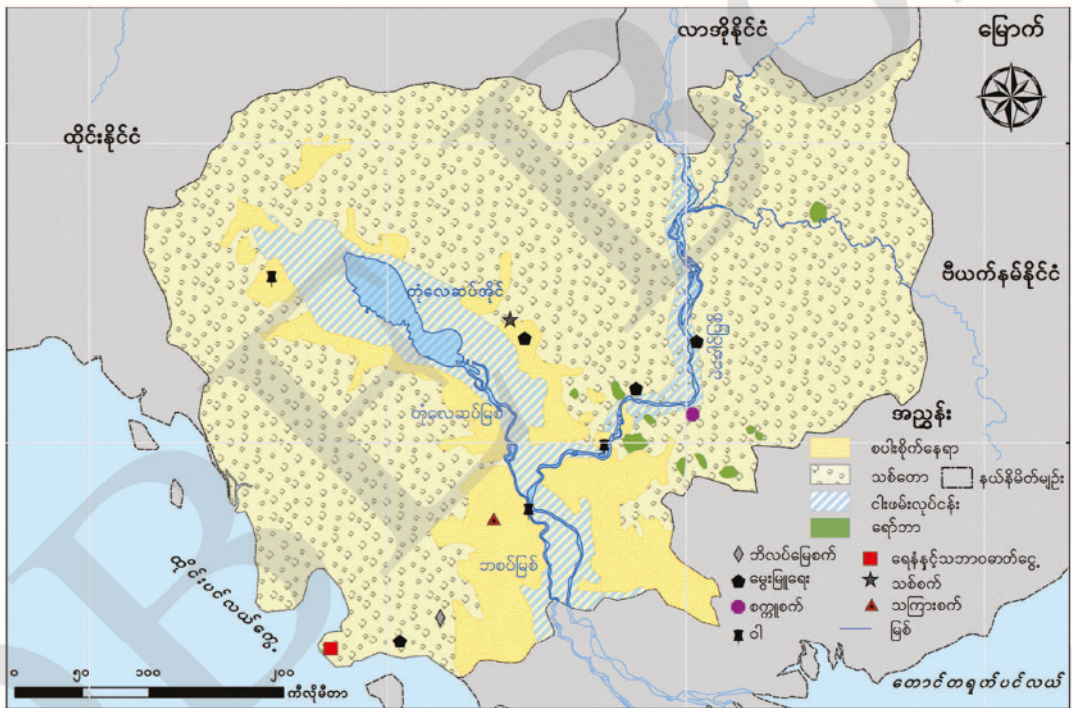 လာအိုနိုင်ငံ
မြောက်
ထိုင်းနိုင်ငံ
ဗီယက်နမ်နိုင်ငံ
တုံလေဆပ်အိုင်
မဲခေါင်မြစ်
တုံလေဆပ်မြစ်
ဘစပ်မြစ်
ထိုင်းပင်လယ်ကွေ့
တောင်တရုတ်ပင်လယ်
အညွှန်း
စပါးစိုက်နေရာ
သစ်တော နယ်နိမိတ်မျဉ်း
ငါးဖမ်းလုပ်ငန်း
ရော်ဘာ
ဘိလပ်မြေစက် ရေနံနှင့်သဘာဝဓာတ်ငွေ့
မွေးမြူရေး သစ်စက်
စက္ကူစက် သကြားစက်
ဝါ မြစ်
၀ ၅၀ ၁၀၀ ၂၀၀
ကီလိုမီတာ